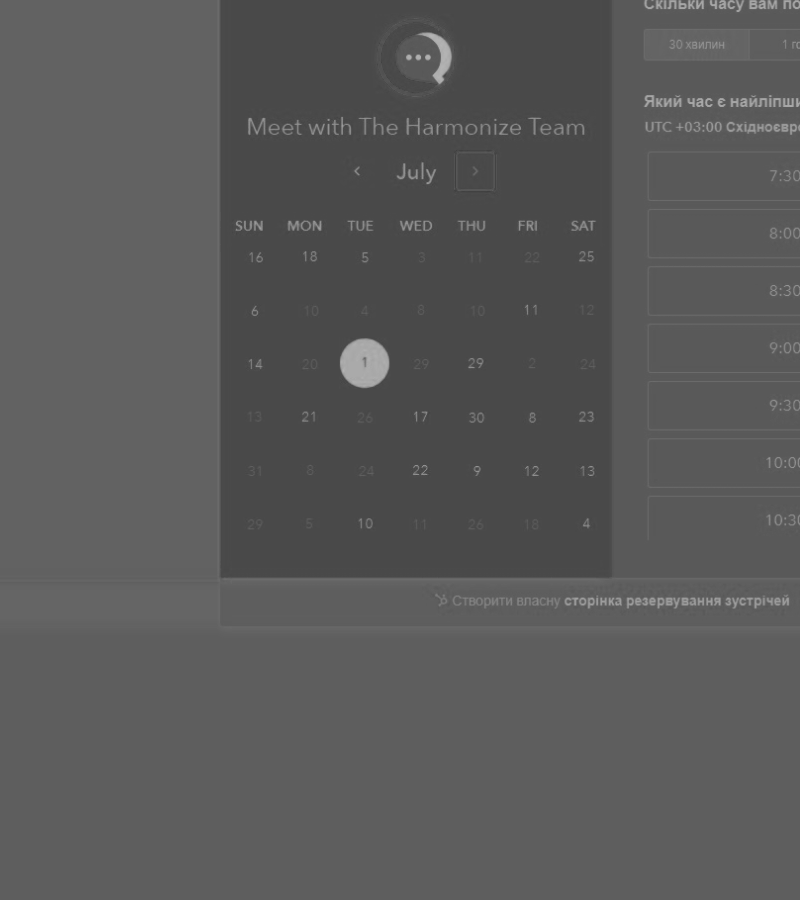 Скільки часу вам по
30 хвилин 1 го
Meet with The Harmonize Team
Який час є найліпши
UTC +03:00 Східноєвро
July
SUN MON TUE WED THU FRI SAT
16 18 5 3 11 22 25
6 10 4 8 10 11 12
14 20 1 29 29 2 24
13 21 26 17 30 8 23
31 8 24 22 9 12 13
29 5 10 11 26 18 4
7:30
8:00
8:30
9:00
9:30
10:00
10:30
Створити власну сторінка резервування зустрічей